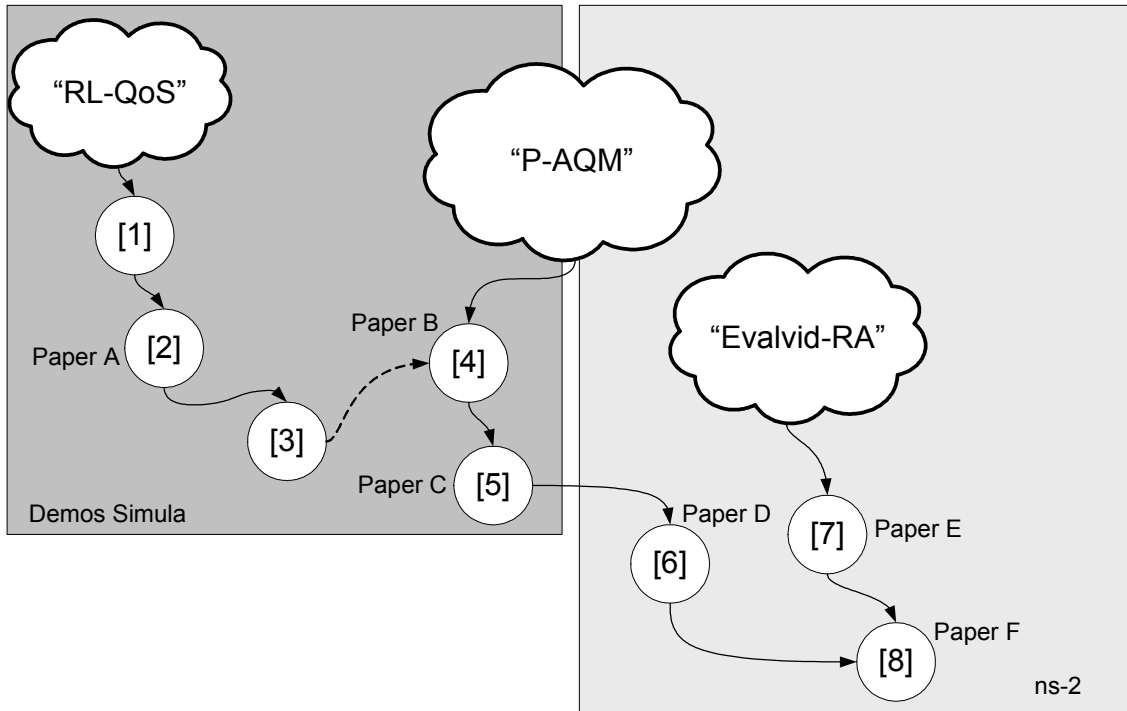 “RL-QoS”
“P-AQM”
[1]
Paper B
“Evalvid-RA”
Paper A
[2]
[4]
[3]
Paper C
[5]
Demos Simula
Paper D
[7]
Paper E
[6]
Paper F
[8]
ns-2